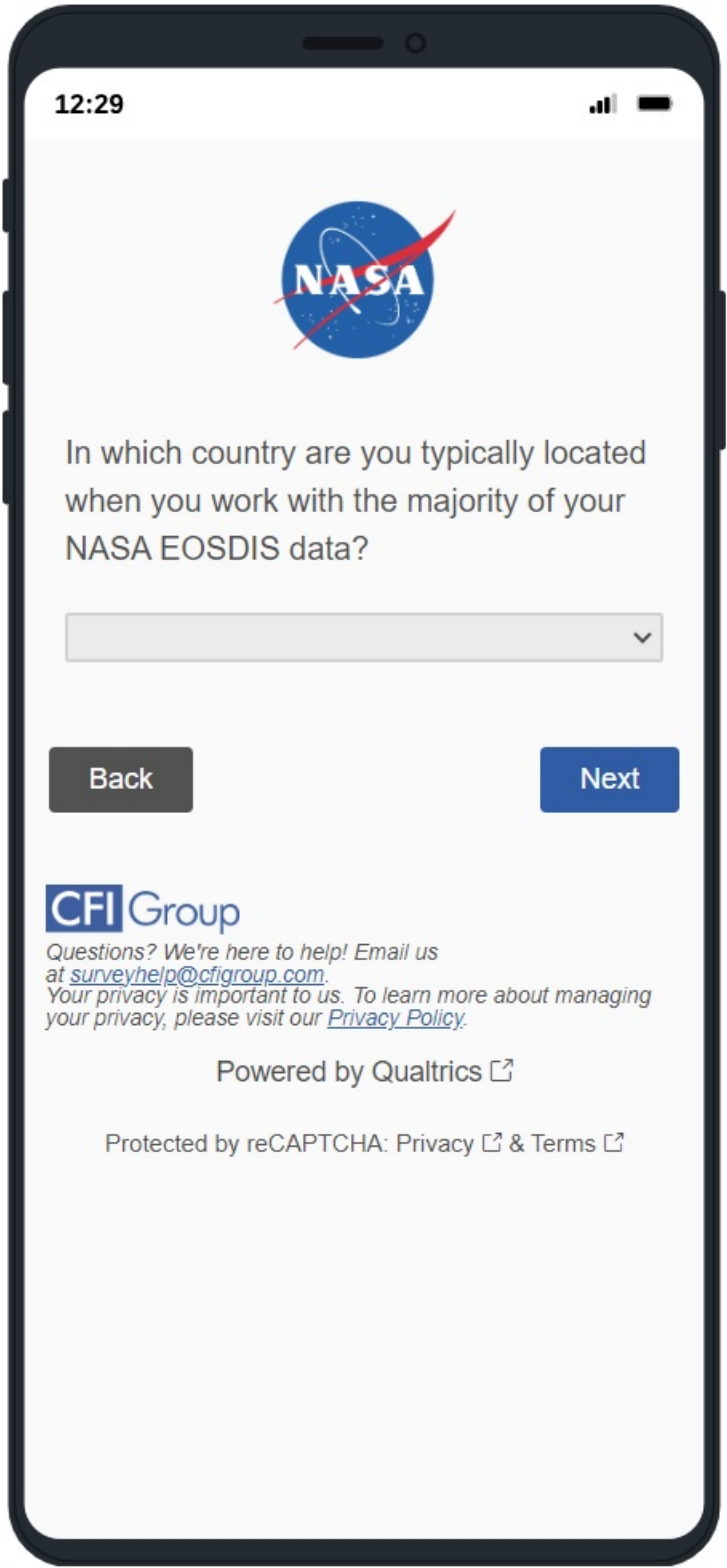 12:29
NASA
In which country are you typically located
when you work with the majority of your
NASA EOSDIS data?
Back
Next
CFI Group
Questions? We're here to help! Email us
at surveyhelp@cfigroup.com.
Your privacy is important to us. To learn more about managing
your privacy, please visit our Privacy Policy.
Powered by Qualtrics
Protected by reCAPTCHA: Privacy & Terms